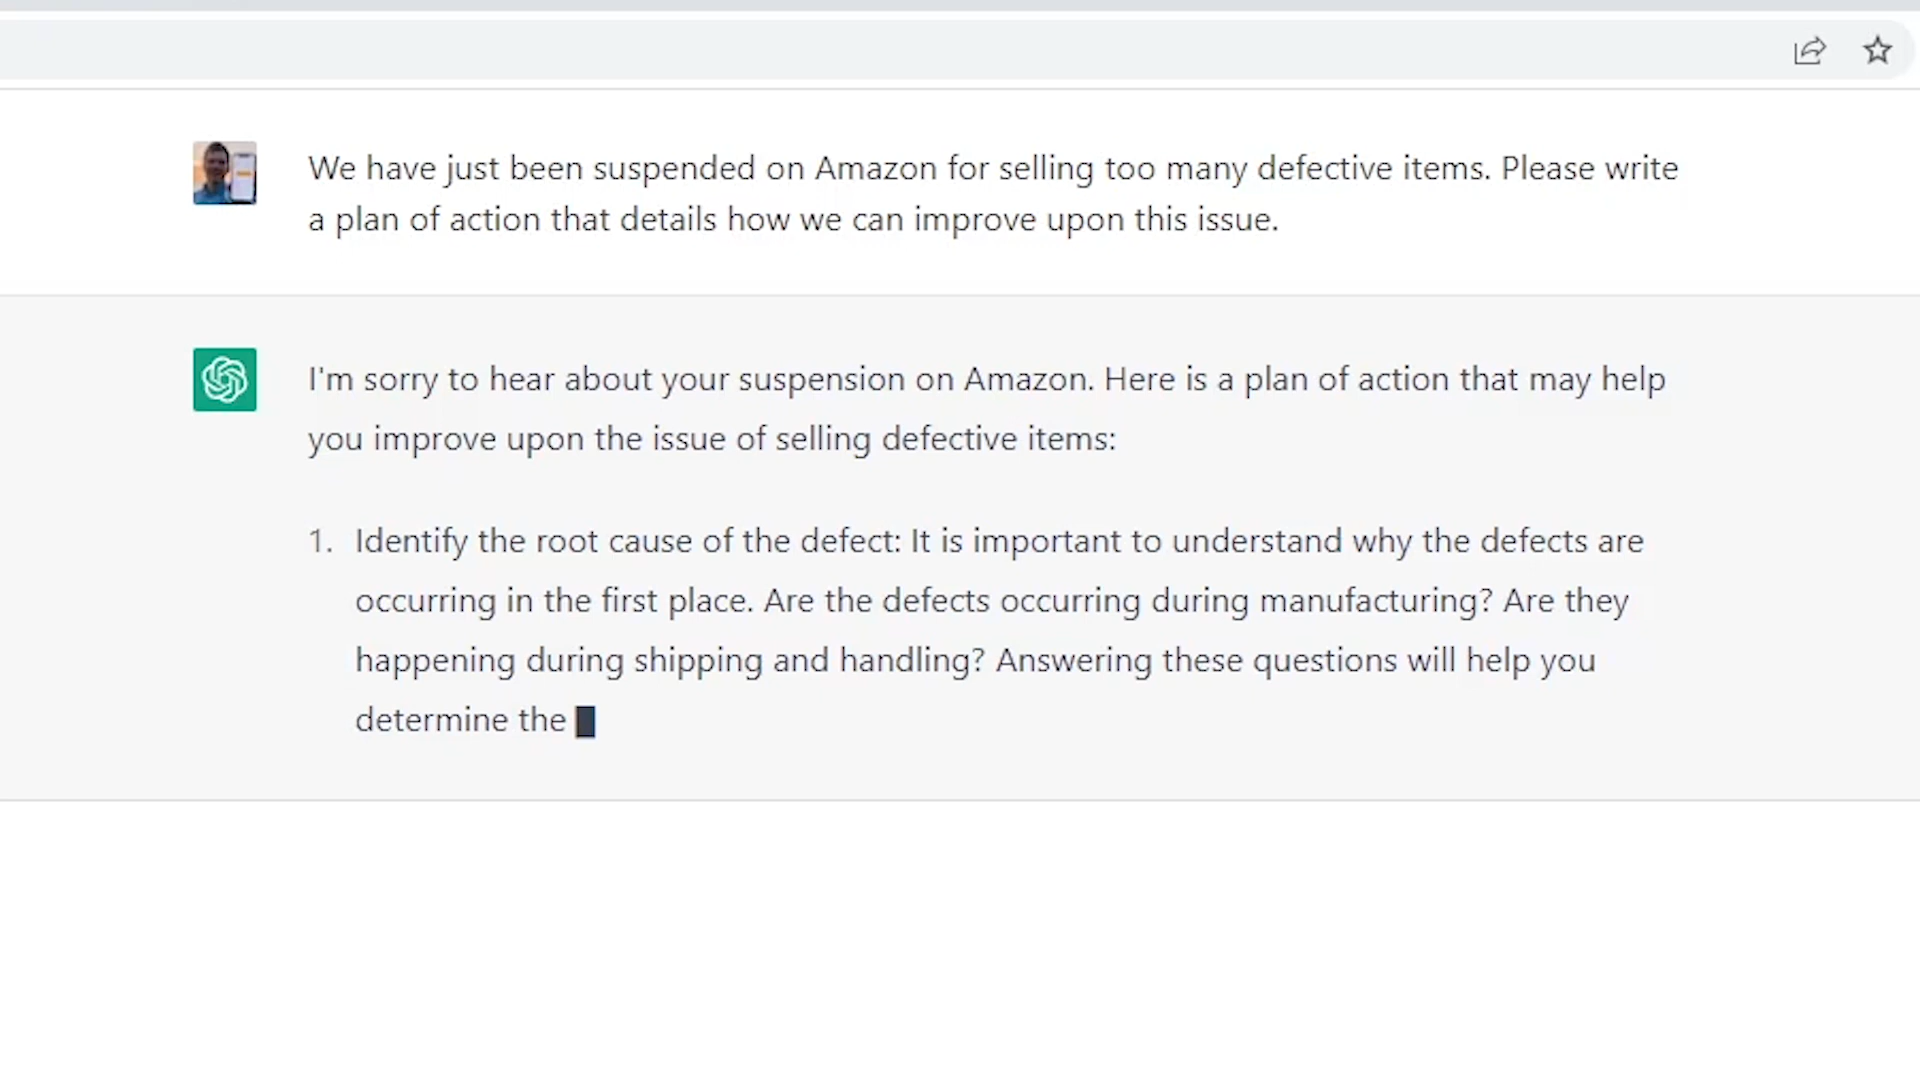 We have just been suspended on Amazon for selling too many defective items. Please write
a plan of action that details how we can improve upon this issue.
I'm sorry to hear about your suspension on Amazon. Here is a plan of action that may help
you improve upon the issue of selling defective items:
1. Identify the root cause of the defect: It is important to understand why the defects are
occurring in the first place. Are the defects occurring during manufacturing? Are they
happening during shipping and handling? Answering these questions will help you
determine the